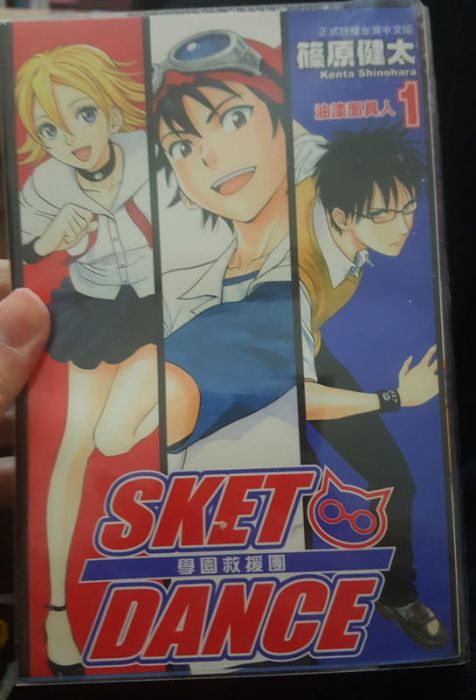 正式授權台灣中文版
篠原健太
Kenta Shinohara
油漆面具人 1
SKET
學園救援團
DANCE